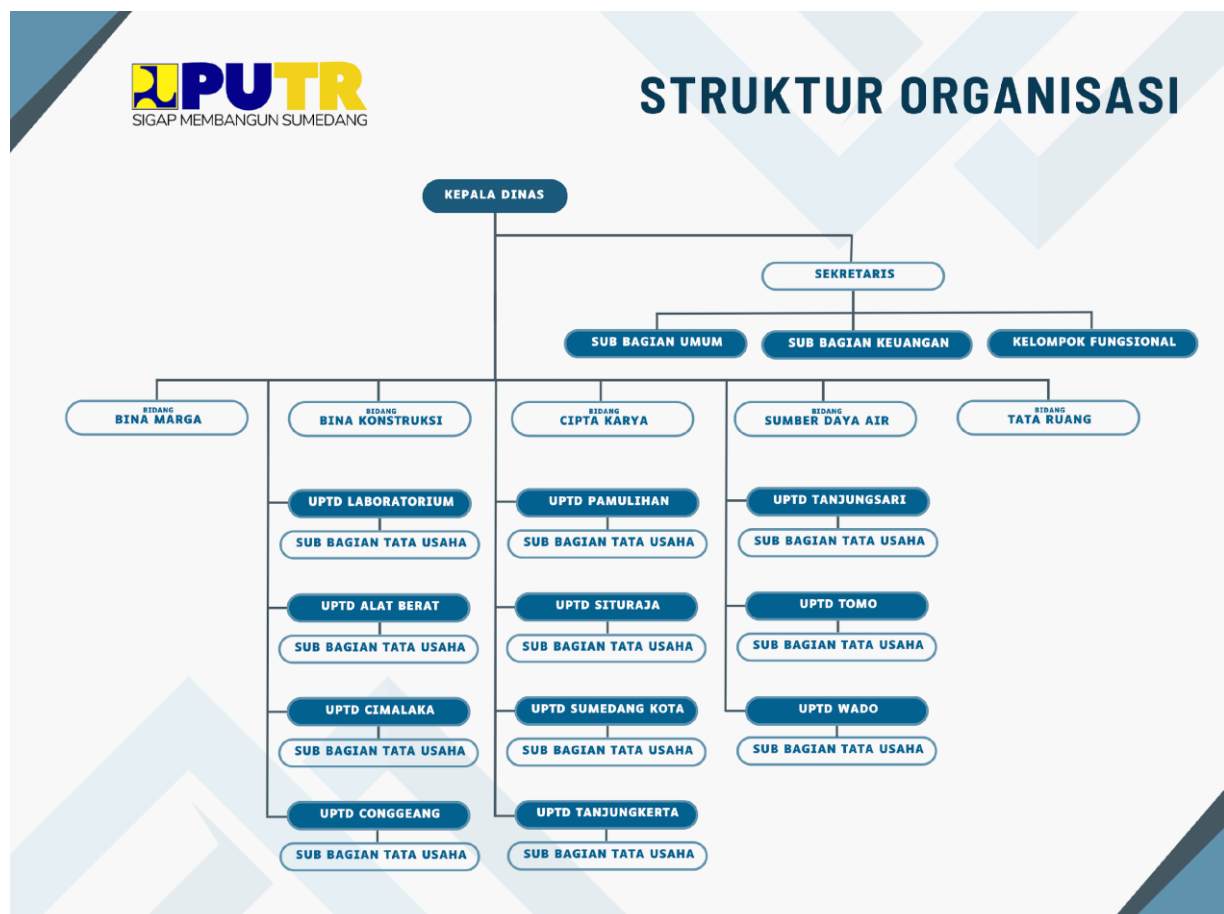 PUTR
SIGAP MEMBANGUN SUMEDANG
STRUKTUR ORGANISASI
KEPALA DINAS
SEKRETARIS
SUB BAGIAN UMUM
SUB BAGIAN KEUANGAN
KELOMPOK FUNGSIONAL
BIDANG
BINA MARGA
BIDANG
BINA KONSTRUKSI
BIDANG
CIPTA KARYA
BIDANG
SUMBER DAYA AIR
BIDANG
TATA RUANG
UPTD LABORATORIUM
SUB BAGIAN TATA USAHA
UPTD ALAT BERAT
SUB BAGIAN TATA USAHA
UPTD CIMALAKA
SUB BAGIAN TATA USAHA
UPTD CONGGEANG
SUB BAGIAN TATA USAHA
UPTD PAMULIHAN
SUB BAGIAN TATA USAHA
UPTD SITURAJA
SUB BAGIAN TATA USAHA
UPTD SUMEDANG KOTA
SUB BAGIAN TATA USAHA
UPTD TANJUNGKERTA
SUB BAGIAN TATA USAHA
UPTD TANJUNGSARI
SUB BAGIAN TATA USAHA
UPTD TOMO
SUB BAGIAN TATA USAHA
UPTD WADO
SUB BAGIAN TATA USAHA